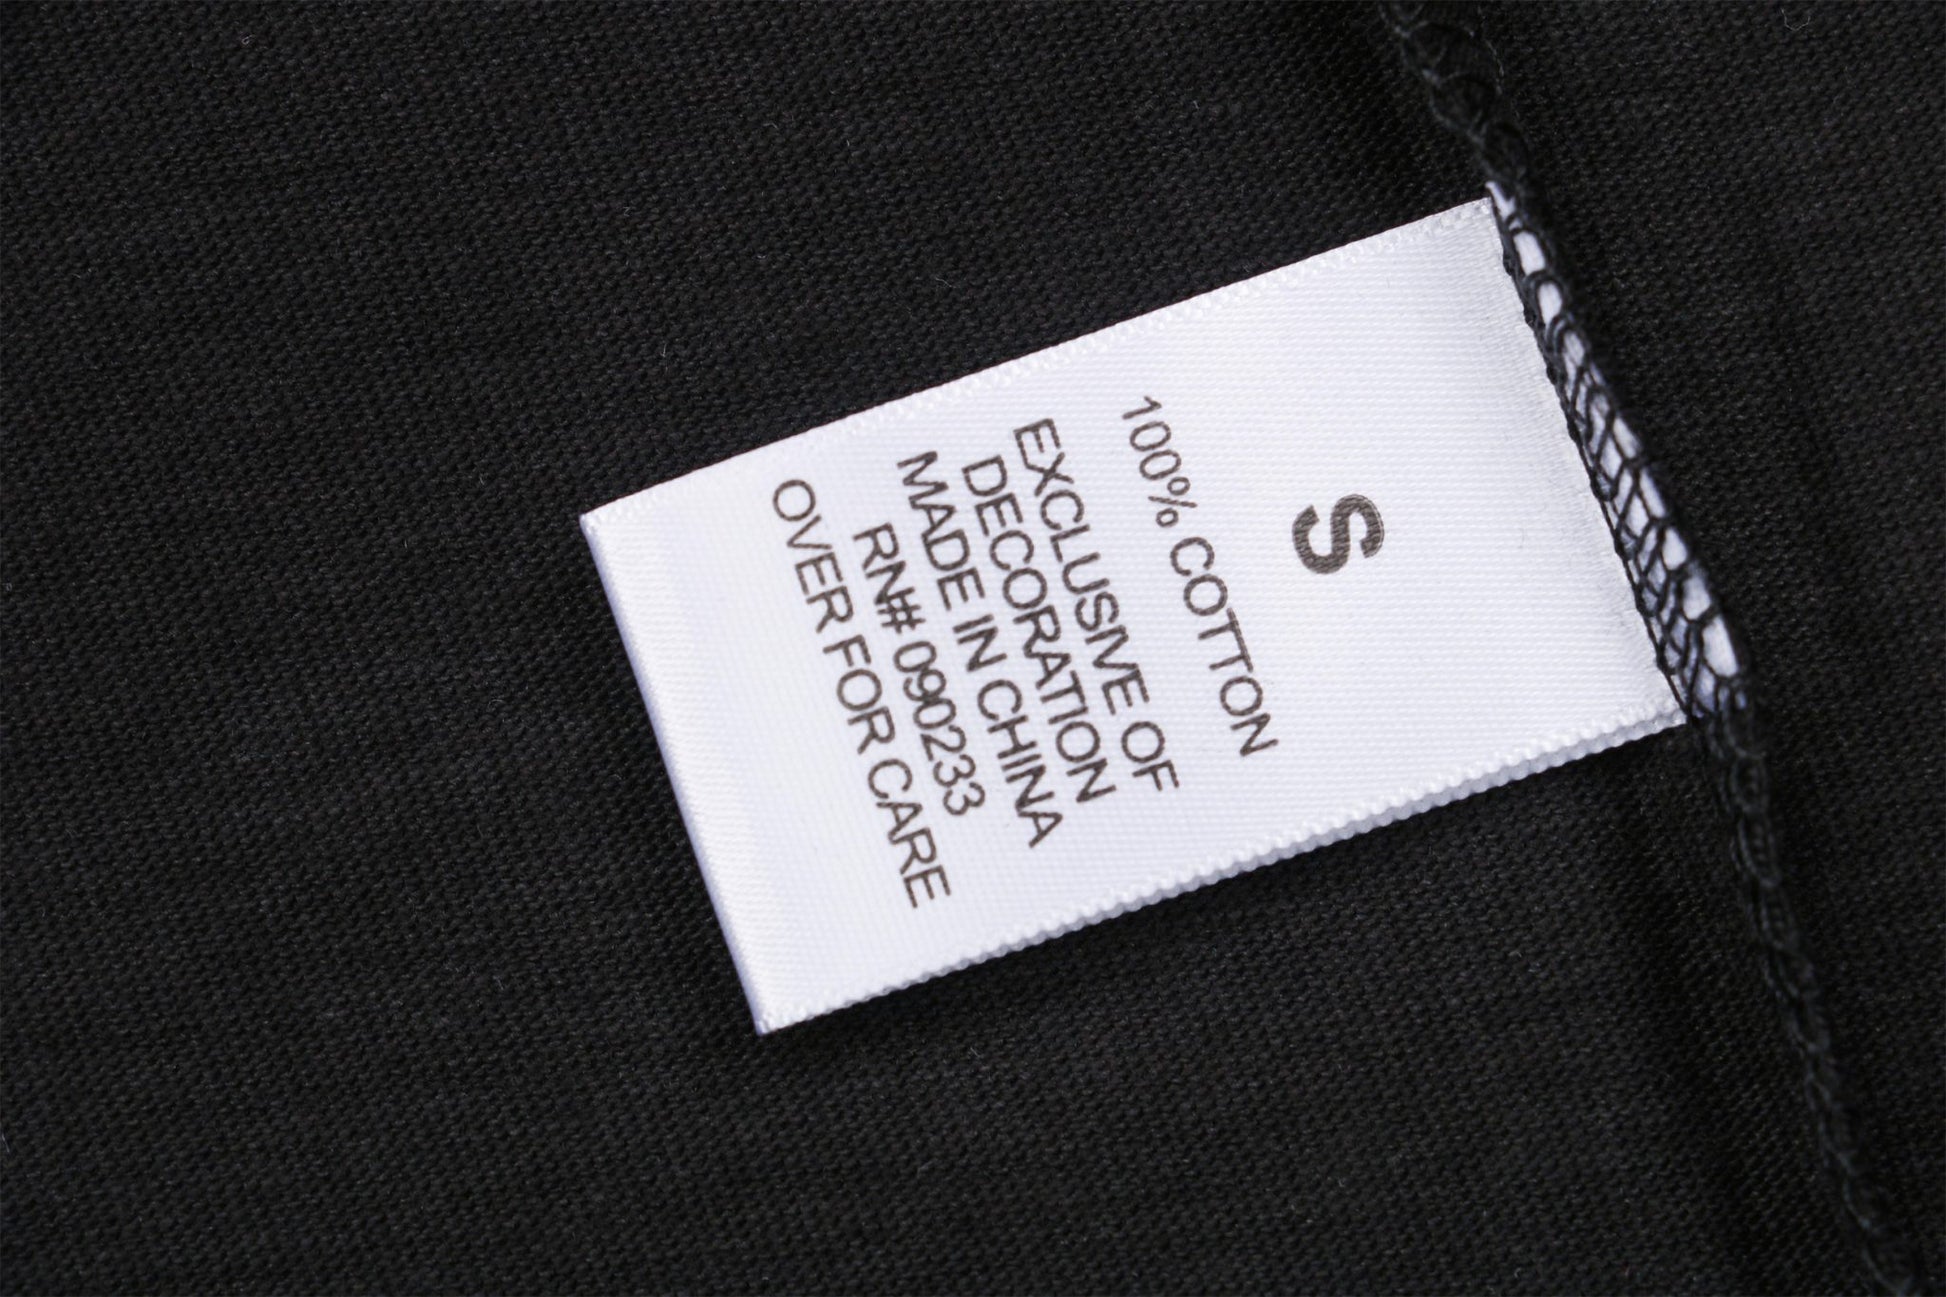 S
100% COTTON
EXCLUSIVE OF
DECORATION
MADE IN CHINA
RN# 090233
OVER FOR CARE